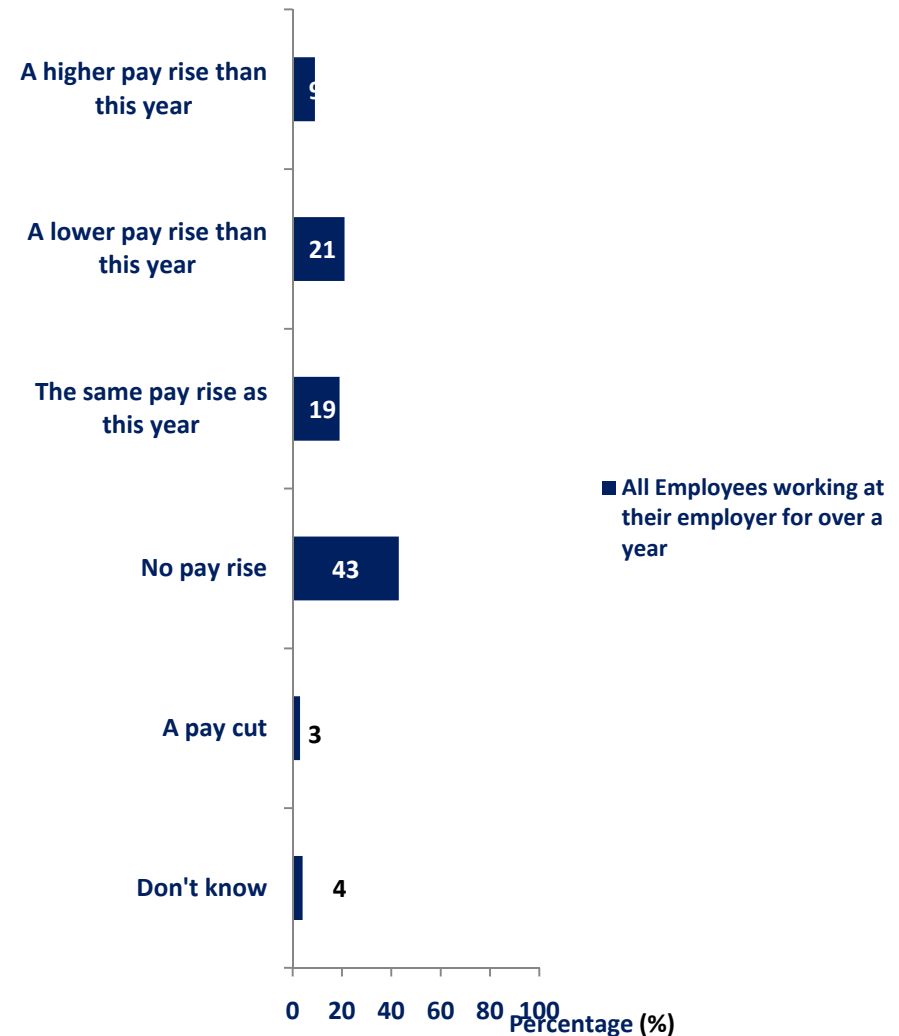 A higher pay rise than
this year
9
A lower pay rise than
this year
21
The same pay rise as
this year
19
No pay rise
43
A pay cut
3
Don't know
4
All Employees working at
their employer for over a
year
0 20 40 60 80 100
Percentage (%)